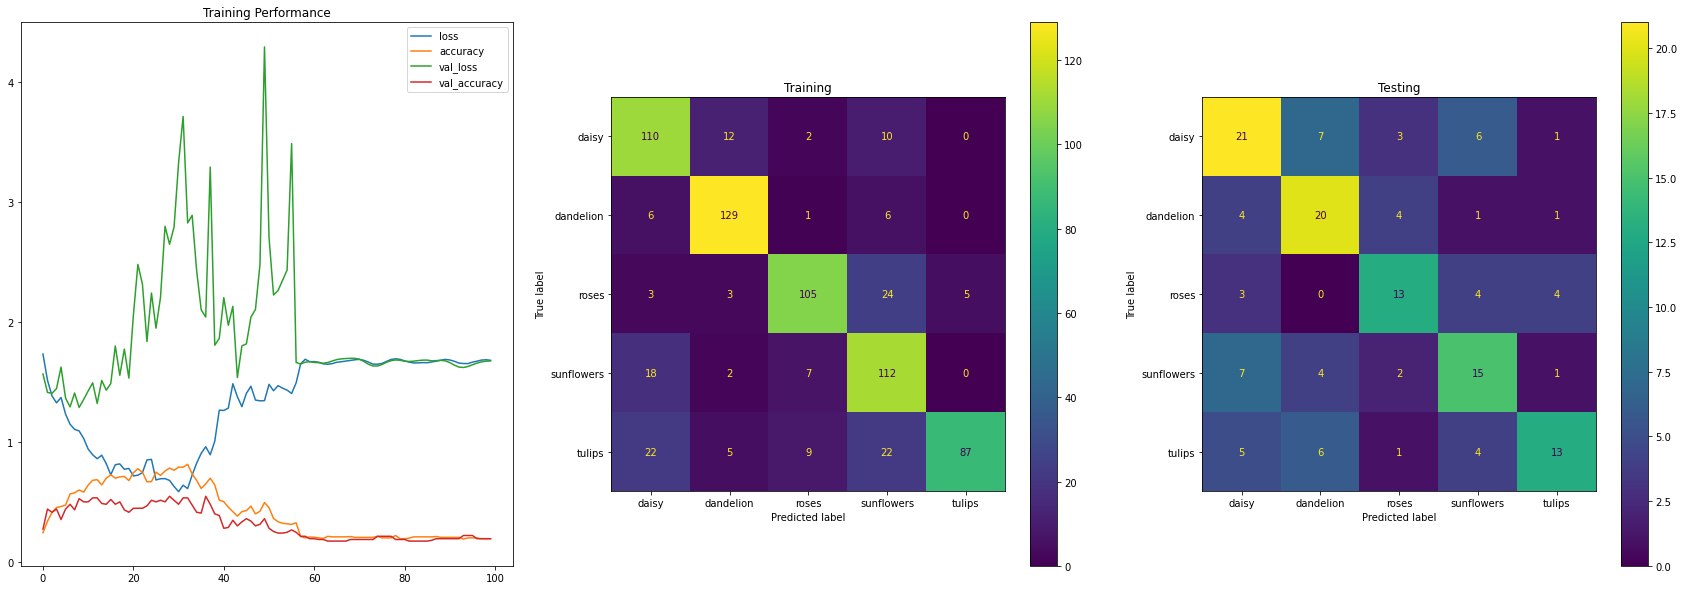 Training Performance
loss
accuracy
val_loss
val_accuracy
4
3
2
1
0
0 20 40 60 80 100
Training
True label
daisy 110 12 2 10 0
dandelion 6 129 1 6 0
roses 3 3 105 24 5
sunflowers 18 2 7 112 0
tulips 22 5 9 22 87
daisy dandelion roses sunflowers tulips
Predicted label
120
100
80
60
40
20
0
Testing
True label
daisy 21 7 3 6 1
dandelion 4 20 4 1 1
roses 3 0 13 4 4
sunflowers 7 4 2 15 1
tulips 5 6 1 4 13
daisy dandelion roses sunflowers tulips
Predicted label
20.0
17.5
15.0
12.5
10.0
7.5
5.0
2.5
0.0